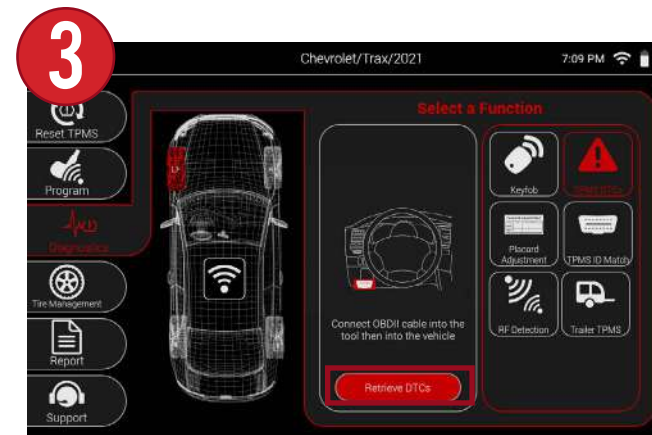 3
Chevrolet/Trax/2021
7:09 PM
Reset TPMS
Program
Diagnostics
Tire Management
Report
Support
Select a Function
Connect OBDII cable into the
tool then into the vehicle
Retrieve DTCs
Keyfob
TPMS DTCs
Placard
Adjustment
TPMS ID Match
RF Detection
Trailer TPMS